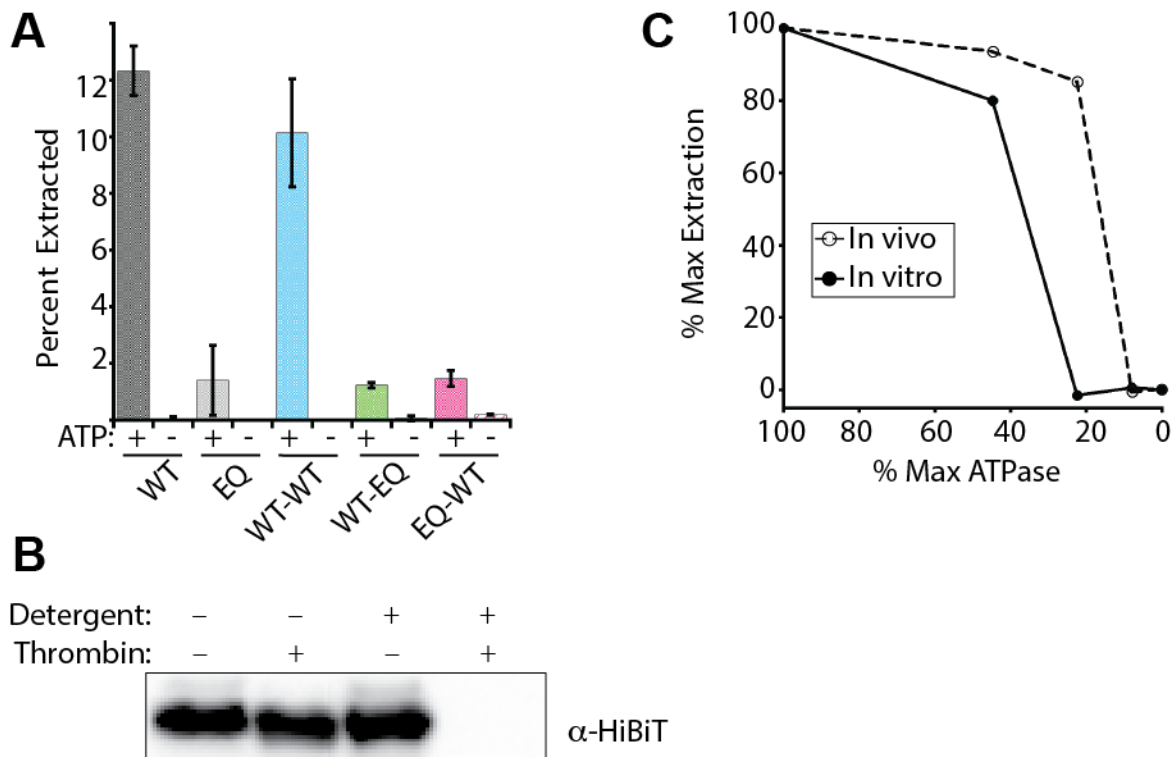 A
Percent Extracted
12
10
8
6
4
2
ATP: + - + - + - + - + -
WT EQ WT-WT WT-EQ EQ-WT
B
Detergent: – – + +
Thrombin: – + – +
α-HiBiT
C
% Max Extraction
100
80
60
40
20
0
In vivo
In vitro
100 80 60 40 20 0
% Max ATPase